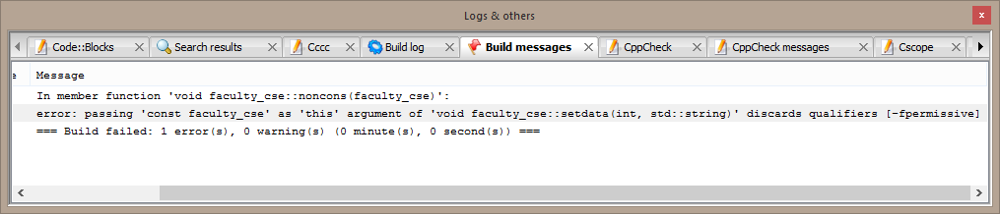 Logs & others
x
Code::Blocks
Search results
Cccc
Build log
Build messages
CppCheck
CppCheck messages
Cscope
e Message
In member function 'void faculty_cse::noncons(faculty_cse)':
error: passing 'const faculty_cse' as 'this' argument of 'void faculty_cse::setdata(int, std::string)' discards qualifiers [-fpermissive]
=== Build failed: 1 error(s), 0 warning(s) (0 minute(s), 0 second(s)) ===